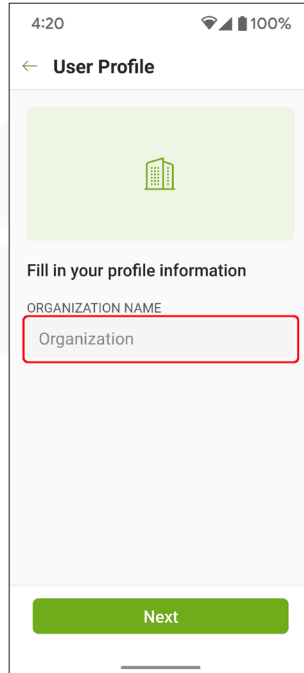 4:20 100%
User Profile
Fill in your profile information
ORGANIZATION NAME
Organization
Next